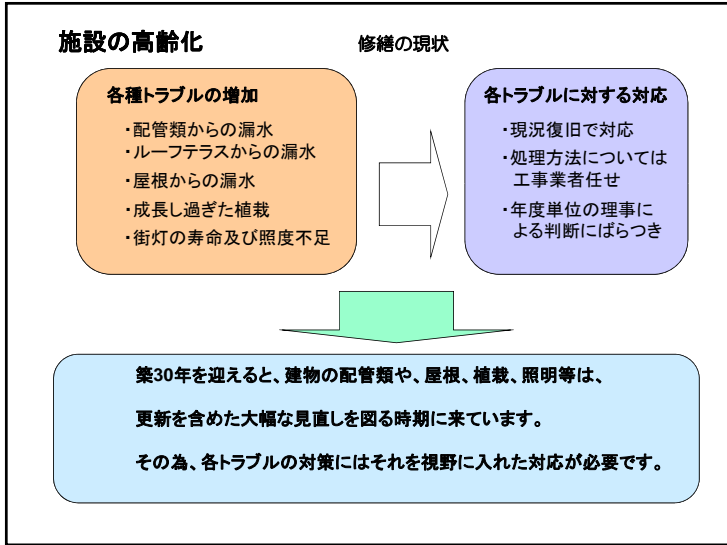 施設の高齢化
修繕の現状
各種トラブルの増加
・配管類からの漏水
・ルーフテラスからの漏水
・屋根からの漏水
・成長し過ぎた植栽
・街灯の寿命及び照度不足
各トラブルに対する対応
・現況復旧で対応
・処理方法については
工事業者任せ
・年度単位の理事に
よる判断にばらつき
築30年を迎えると、建物の配管類や、屋根、植栽、照明等は、
更新を含めた大幅な見直しを図る時期に来ています。
その為、各トラブルの対策にはそれを視野に入れた対応が必要です。